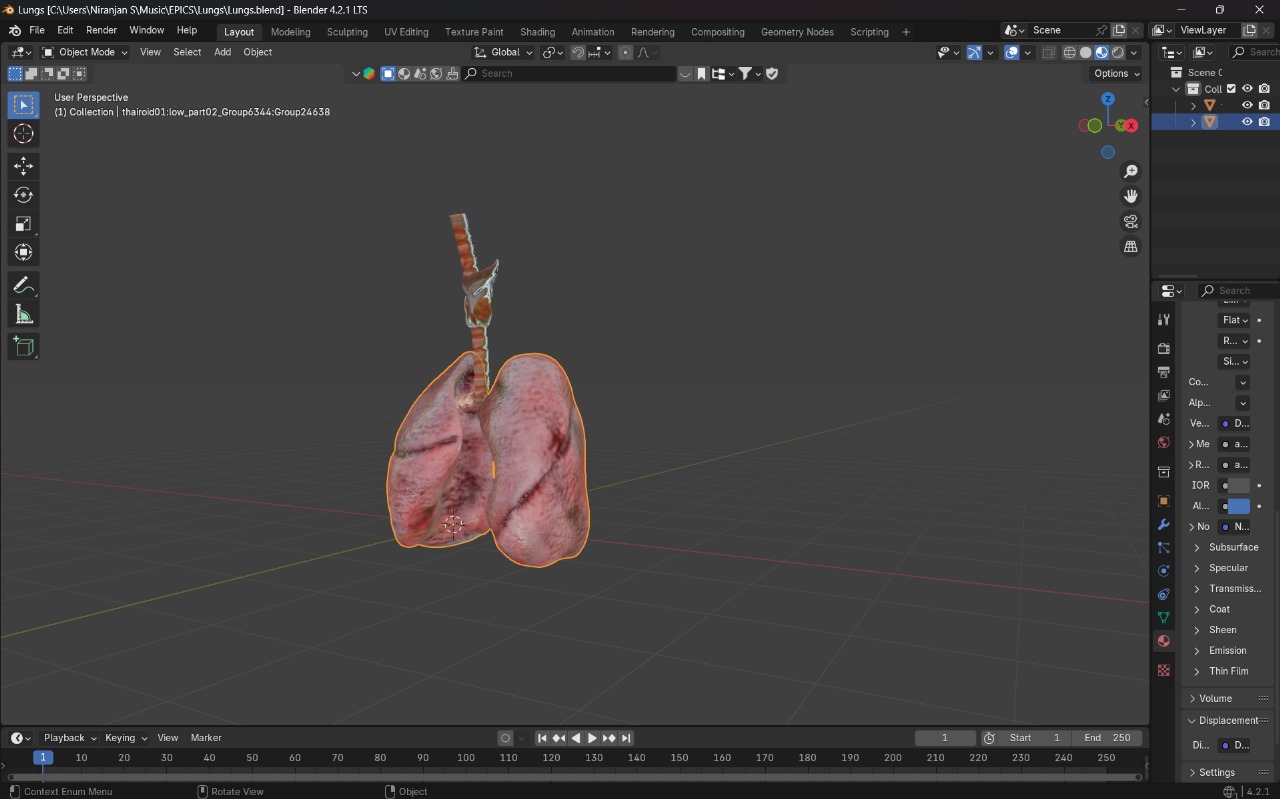 Lungs [C:\Users\Niranjan S\Music\EPICS\Lungs\Lungs.blend] - Blender 4.2.1 LTS
File Edit Render Window Help Layout Modeling Sculpting UV Editing Texture Paint Shading Animation Rendering Compositing Geometry Nodes Scripting + Scene ViewLayer
Object Mode View Select Add Object Global Search
Search Options Scene C
User Perspective Coll
(1) Collection | thairoid01:low_part02_Group6344:Group24638
X
Z
Y
Search
Flat
R...
Si...
Co...
Alp...
Ve... D...
Me a...
R... a...
IOR
Al...
No N...
Subsurface
Specular
Transmiss...
Coat
Sheen
Emission
Thin Film
Volume
Displacement
Di... D...
Settings
Playback Keying View Marker 1 Start 1 End 250
1 10 20 30 40 50 60 70 80 90 100 110 120 130 140 150 160 170 180 190 200 210 220 230 240 250
Context Enum Menu Rotate View Object 4.2.1